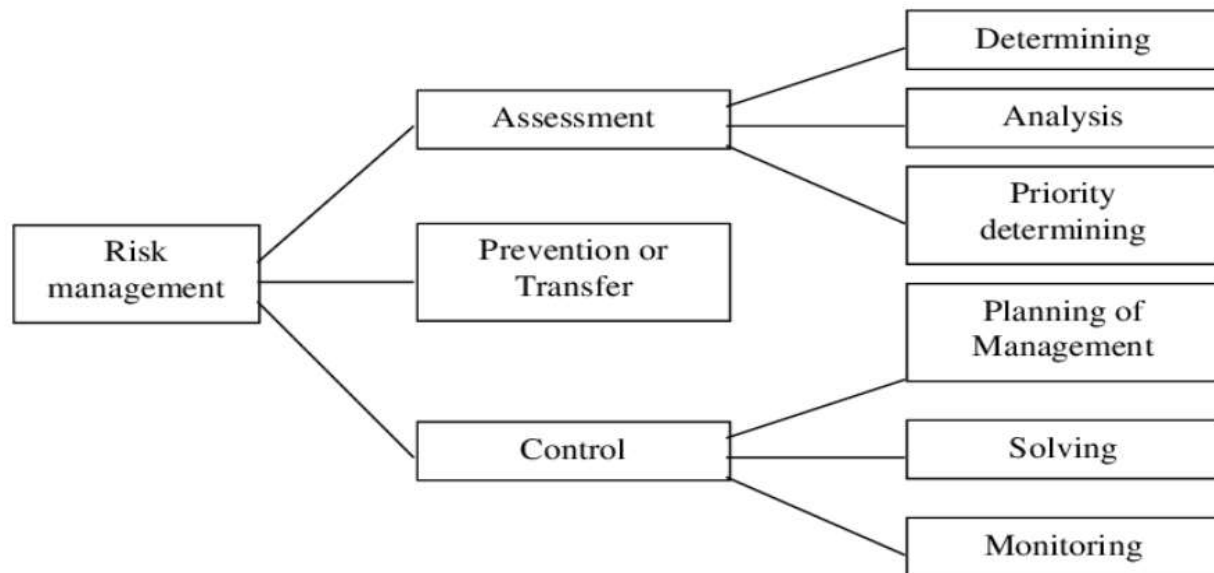 Determining
Assessment
Analysis
Priority
determining
Risk
management
Prevention or
Transfer
Planning of
Management
Control
Solving
Monitoring